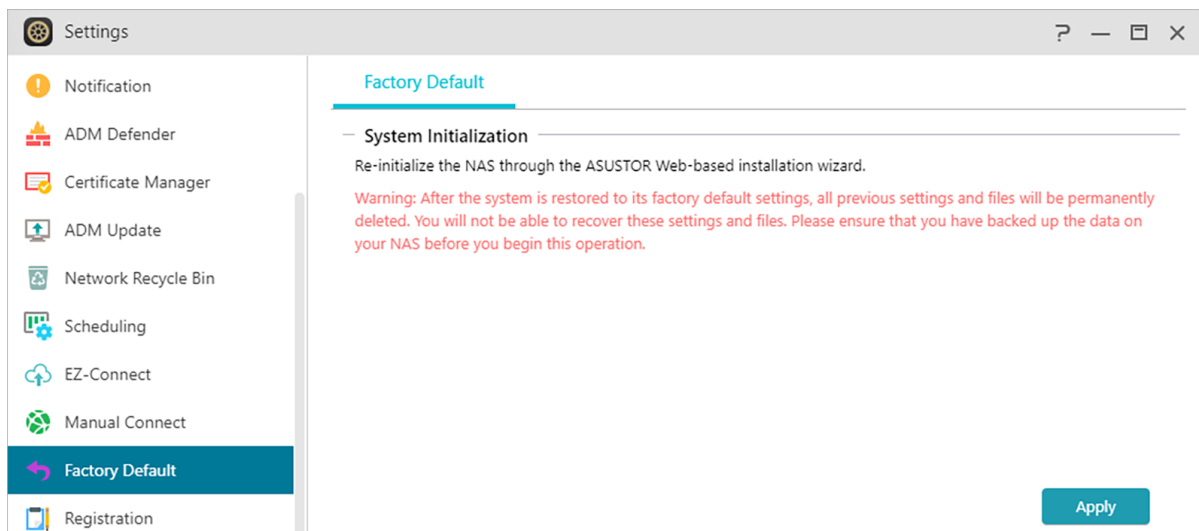 Settings
Notification
ADM Defender
Certificate Manager
ADM Update
Network Recycle Bin
Scheduling
EZ-Connect
Manual Connect
Factory Default
Registration
Factory Default
System Initialization
Re-initialize the NAS through the ASUSTOR Web-based installation wizard.
Warning: After the system is restored to its factory default settings, all previous settings and files will be permanently
deleted. You will not be able to recover these settings and files. Please ensure that you have backed up the data on
your NAS before you begin this operation.
Apply